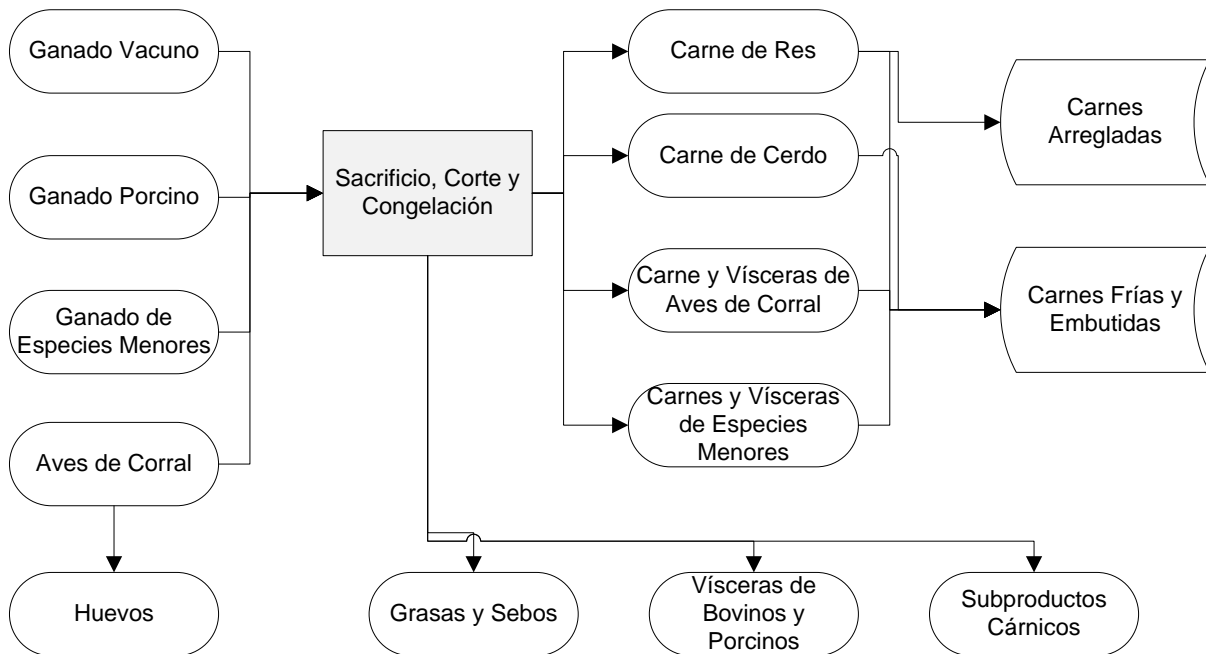 Ganado Vacuno
Ganado Porcino
Ganado de
Especies Menores
Aves de Corral
Huevos
Sacrificio, Corte y
Congelación
Carne de Res
Carne de Cerdo
Carne y Vísceras de
Aves de Corral
Carnes y Vísceras
de Especies
Menores
Carnes
Arregladas
Carnes Frías y
Embutidas
Grasas y Sebos
Vísceras de
Bovinos y
Porcinos
Subproductos
Cárnicos